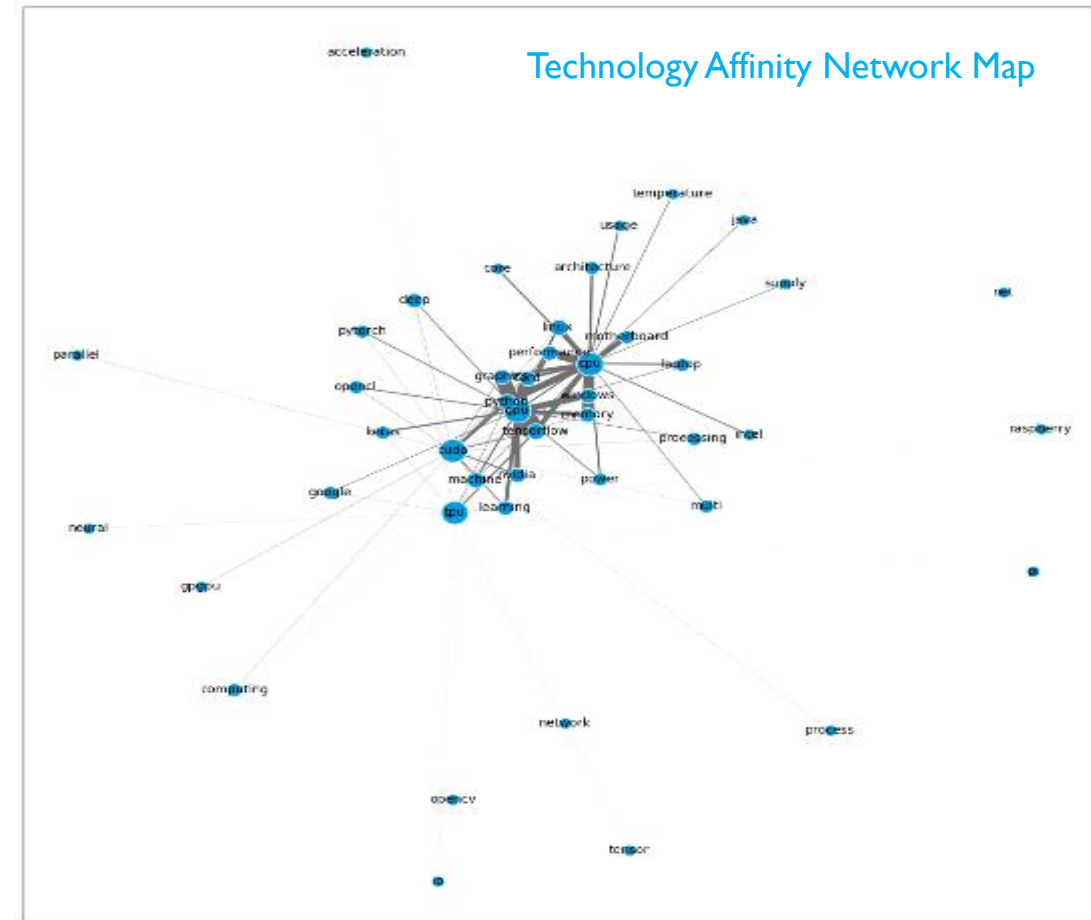 acceleration
Technology Affinity Network Map
temperature
usage
java
core
architecture
supply
net
deep
linux
pytorch
motherboard
performance
parallel
cpu
laptop
graphics
card
opencl
windows
python
gpu
memory
raspberry
keras
tensorflow
processing
intel
cuda
nvidia
machine
power
google
learning
multi
tpu
neural
gpgpu
computing
network
process
opencv
tensor